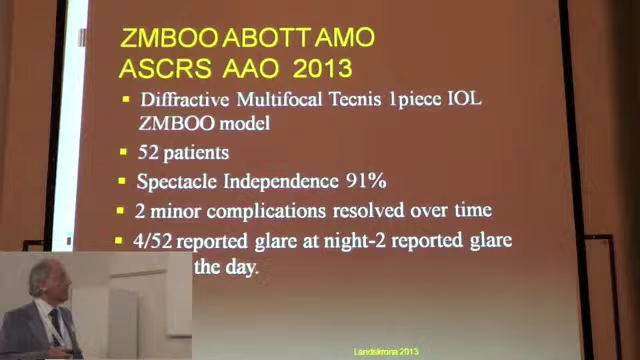 ZMBOO ABOTT AMO
ASCRS AAO 2013
Diffractive Multifocal Tecnis 1piece IOL
ZMBOO model
52 patients
Spectacle Independence 91%
2 minor complications resolved over time
4/52 reported glare at night-2 reported glare
the day.
Landskrona 2013